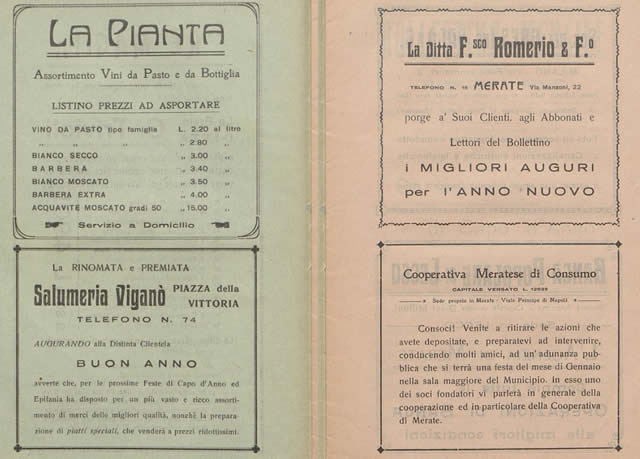 LA PIANTA
Assortimento Vini da Pasto e da Bottiglia
LISTINO PREZZI AD ASPORTARE
VINO DA PASTO tipo famiglia L. 2.20 al litro
„ „ „ „ 2.80 „
BIANCO SECCO „ 3.00 „
BARBERA „ 3.40 „
BIANCO MOSCATO „ 3.50 „
BARBERA EXTRA „ 4.00 „
ACQUAVITE MOSCATO gradi 50 „ 15.00 „
Servizio a Domicilio
La RINOMATA e PREMIATA
Salumeria Viganò PIAZZA della
VITTORIA
TELEFONO N. 74
AUGURANDO alla Distinta Clientela
BUON ANNO
avverte che, per le prossime Feste di Capo d'Anno ed
Epifania ha disposto per un più vasto e ricco assorti-
mento di merci delle migliori qualità, nonchè la prepara-
zione di piatti speciali, che venderà a prezzi ridottissimi.
La Ditta F.sco Romerio & F.o
TELEFONO N. 15 MERATE Via Manzoni, 22
porge a' Suoi Clienti, agli Abbonati e
Lettori del Bollettino
I MIGLIORI AUGURI
per l'ANNO NUOVO
Cooperativa Meratese di Consumo
CAPITALE VERSATO L.
Sede propria in Merate - Viale Principe di Napoli
Consoci! Venite a ritirare le azioni che
avete depositate, e preparatevi ad intervenire,
conducendo molti amici, ad un'adunanza pub-
blica che si terrà una festa del mese di Gennaio
nella sala maggiore del Municipio. In esso uno
dei soci fondatori vi parlerà in generale della
cooperazione ed in particolare della Cooperativa
di Merate.